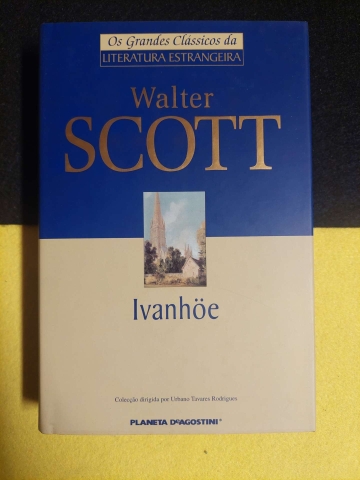 Os Grandes Clássicos da
LITERATURA ESTRANGEIRA
Walter
SCOTT
Ivanhöe
Colecção dirigida por Urbano Tavares Rodrigues
PLANETA DEAGOSTINI